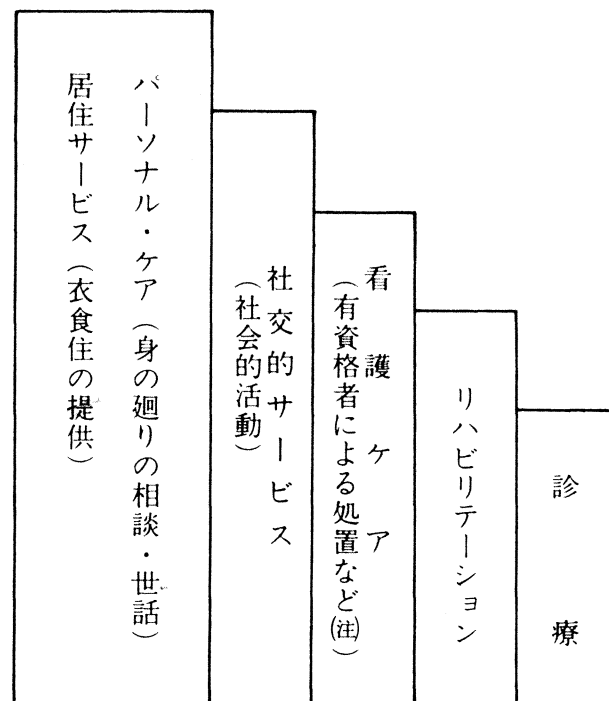 パーソナル・ケア（身の廻りの相談・世話）
居住サービス（衣食住の提供）
社交的サービス
（社会的活動）
看護ケア
（有資格者による処置など(注)）
リハビリテーション
診療